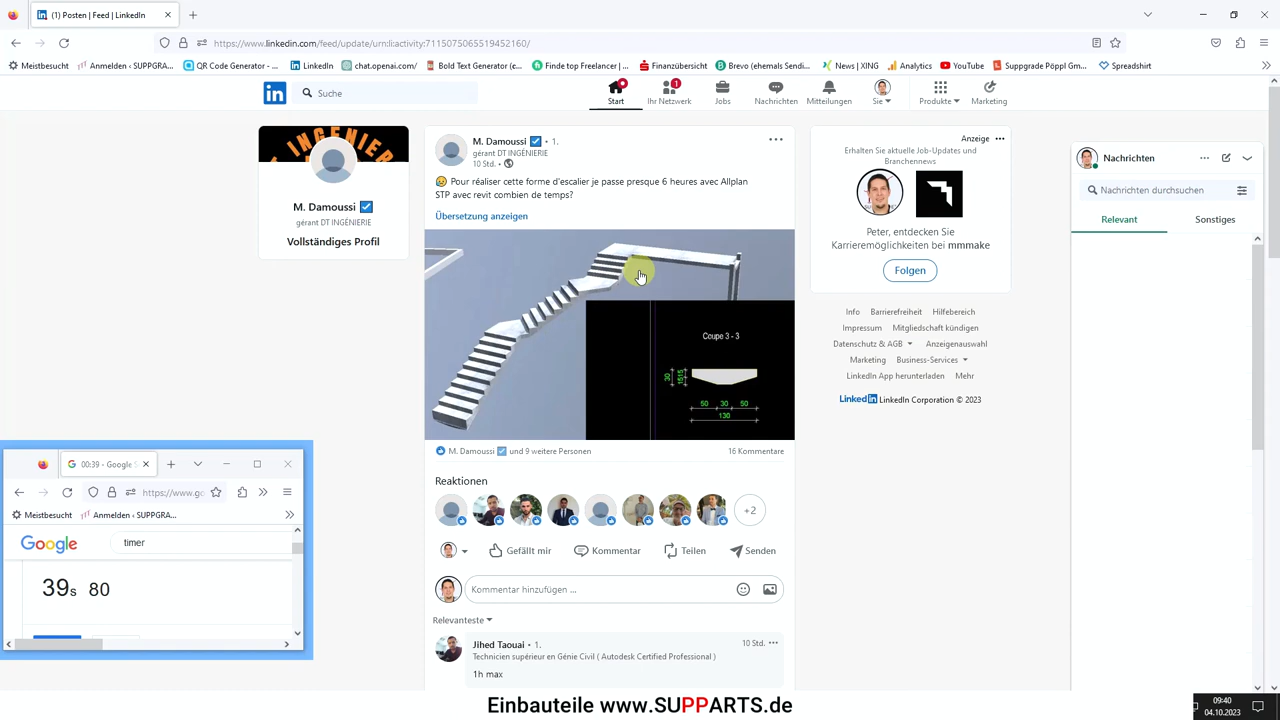 (1) Posten | Feed | LinkedIn
https://www.linkedin.com/feed/update/urn:li:activity:7115075065519452160/
Meistbesucht
Anmelden ‹ SUPPGRA...
QR Code Generator - ...
LinkedIn
chat.openai.com/
Bold Text Generator (ﾉ...
Finde top Freelancer | ...
Finanzübersicht
Brevo (ehemals Sendi...
News | XING
Analytics
YouTube
Suppgrade Pöppl Gm...
Spreadshirt
in
Suche
Start
Ihr Netzwerk
1
Jobs
Nachrichten
Mitteilungen
Sie
Produkte
Marketing
INGÉNIER
M. Damoussi
gérant DT INGÉNIERIE
Vollständiges Profil
M. Damoussi • 1.
gérant DT INGÉNIERIE
10 Std. •
Pour réaliser cette forme d'escalier je passe presque 6 heures avec Allplan
STP avec revit combien de temps?
Übersetzung anzeigen
Coupe 3 - 3
30
1515
50 30 50
130
M. Damoussi und 9 weitere Personen
16 Kommentare
Reaktionen
+2
Gefällt mir
Kommentar
Teilen
Senden
Kommentar hinzufügen ...
Relevanteste
Jihed Taouai • 1.
10 Std.
Technicien supérieur en Génie Civil ( Autodesk Certified Professional )
1h max
Anzeige
Erhalten Sie aktuelle Job-Updates und
Branchennews
Peter, entdecken Sie
Karrieremöglichkeiten bei mmmake
Folgen
Info Barrierefreiheit Hilfebereich
Impressum Mitgliedschaft kündigen
Datenschutz & AGB Anzeigenauswahl
Marketing Business-Services
LinkedIn App herunterladen Mehr
LinkedIn LinkedIn Corporation © 2023
Nachrichten
Nachrichten durchsuchen
Relevant
Sonstiges
00:39 - Google S
https://www.go
Meistbesucht
Anmelden ‹ SUPPGRA...
Google
timer
39s 80
Einbauteile www.SUPPARTS.de
09:40
04.10.2023